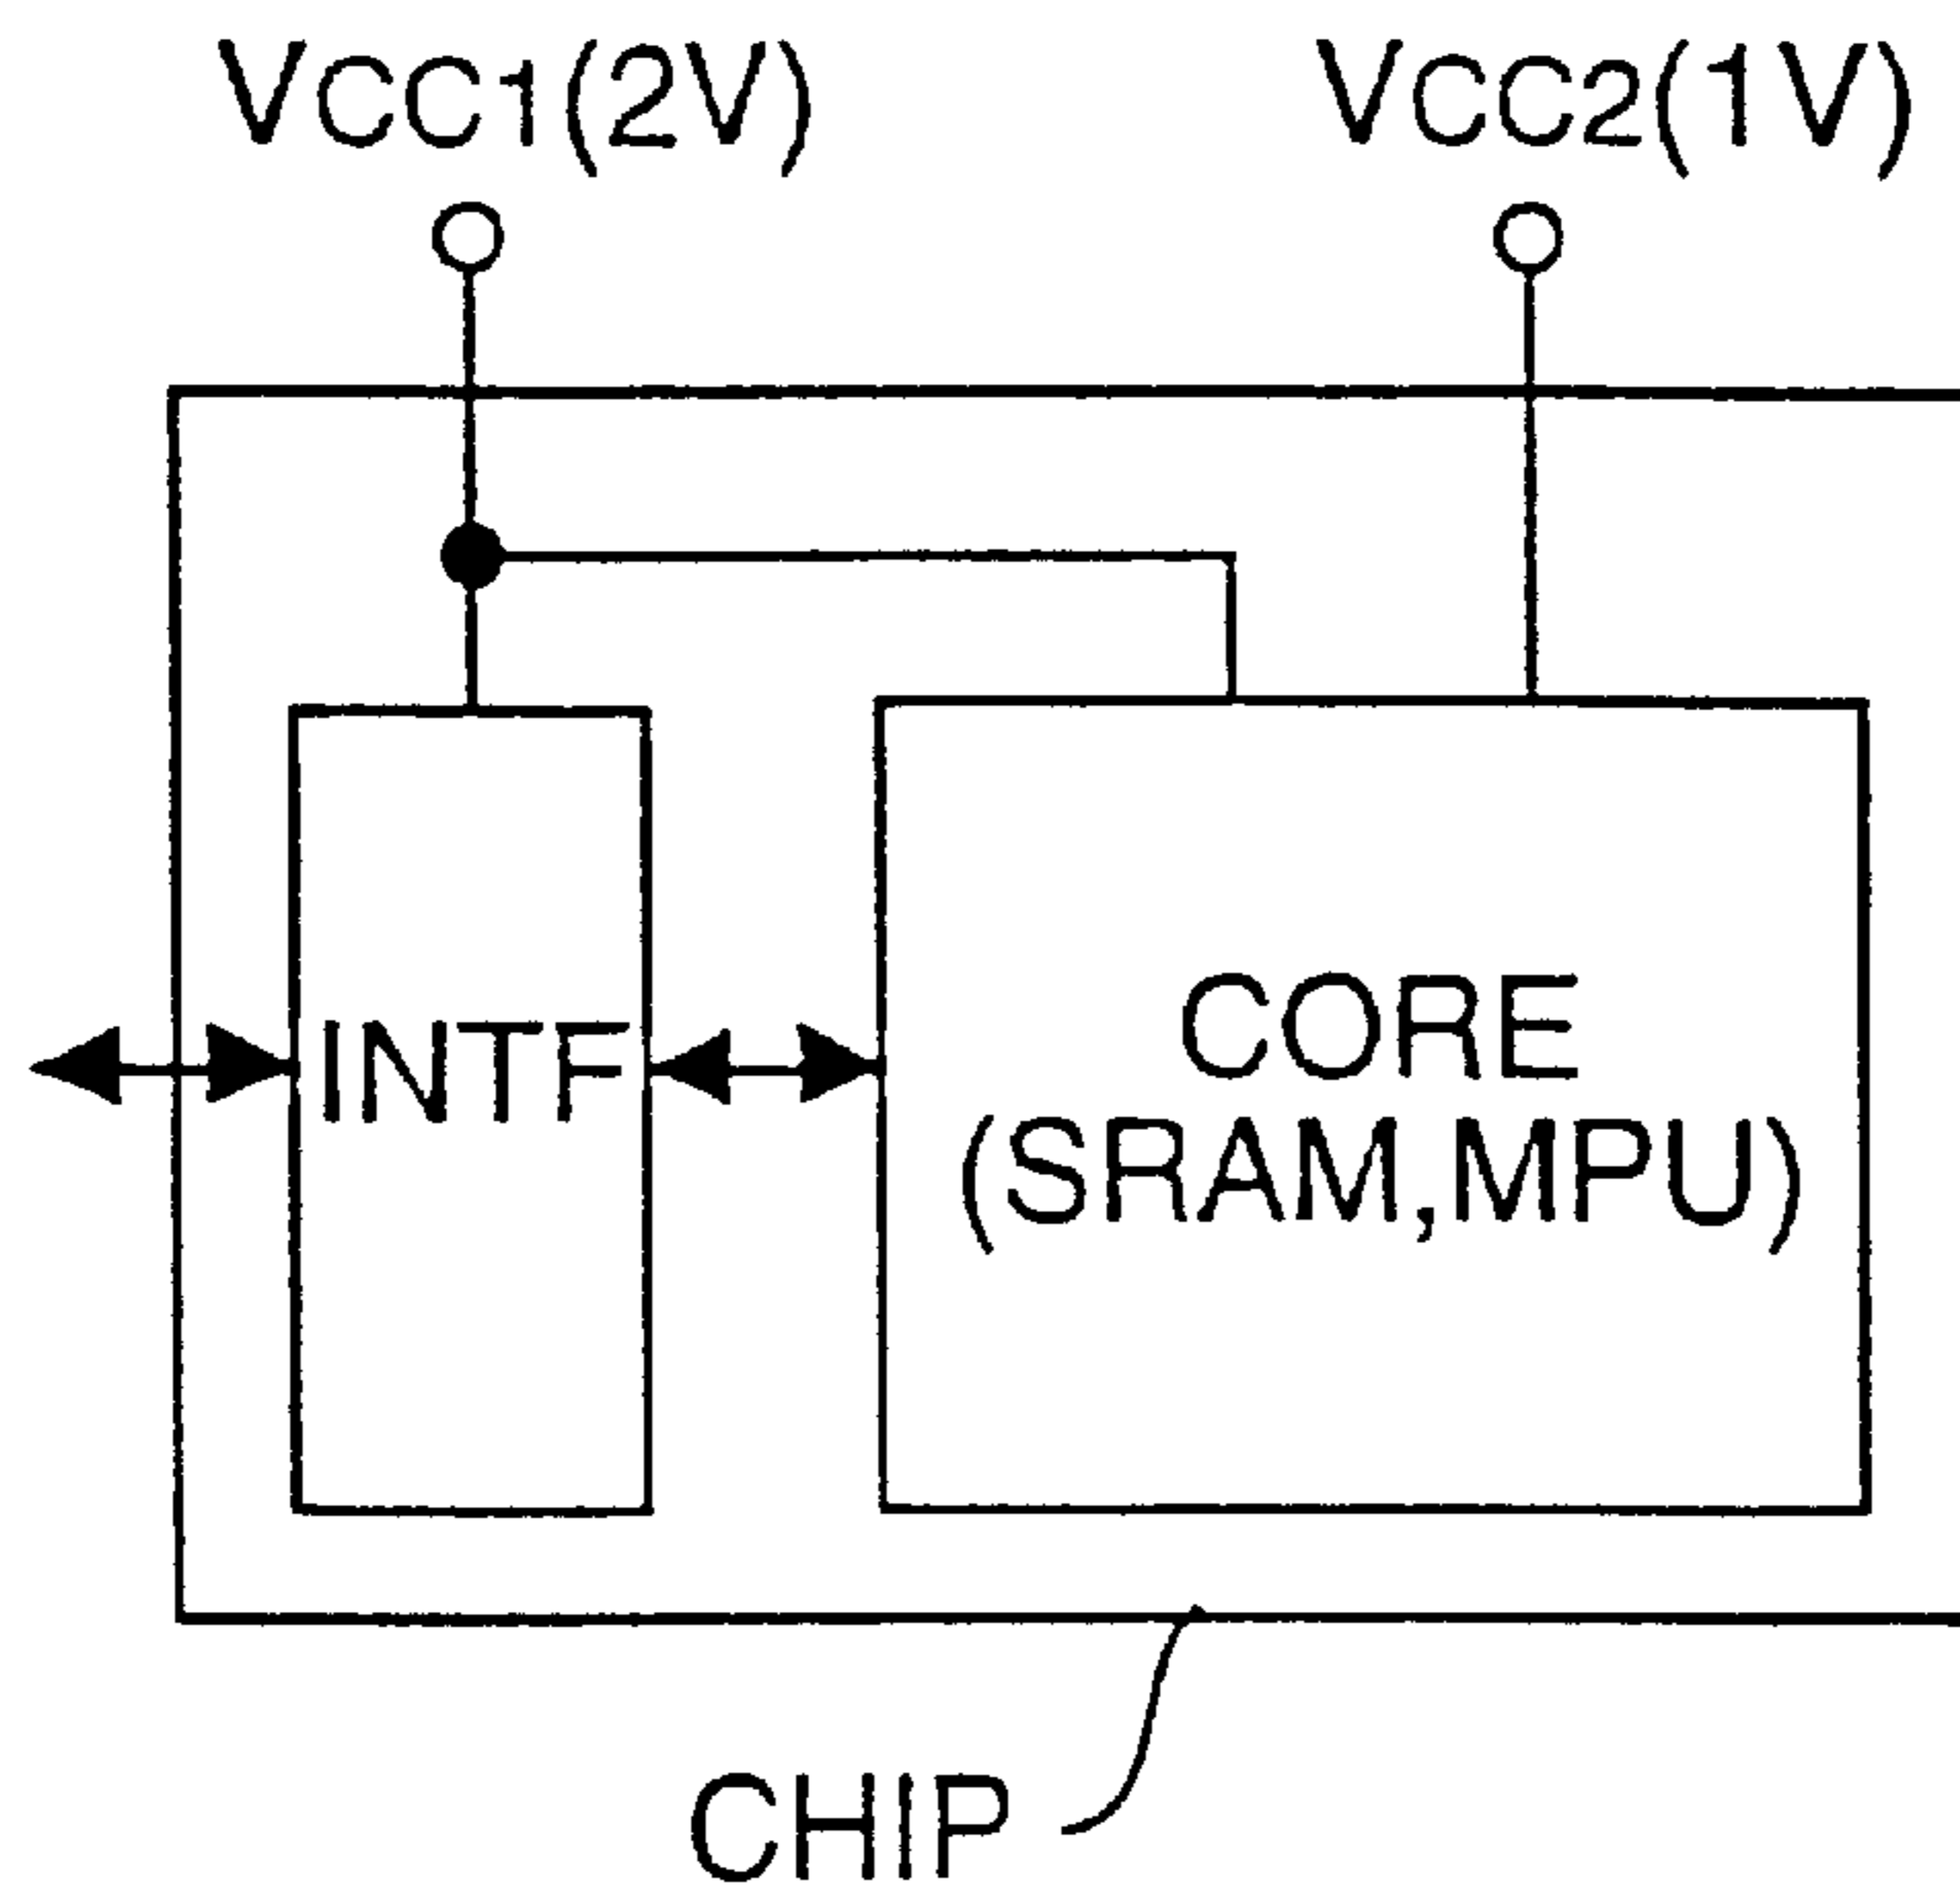 VCC1(2V)
VCC2(1V)
INTF
CORE
(SRAM,MPU)
CHIP